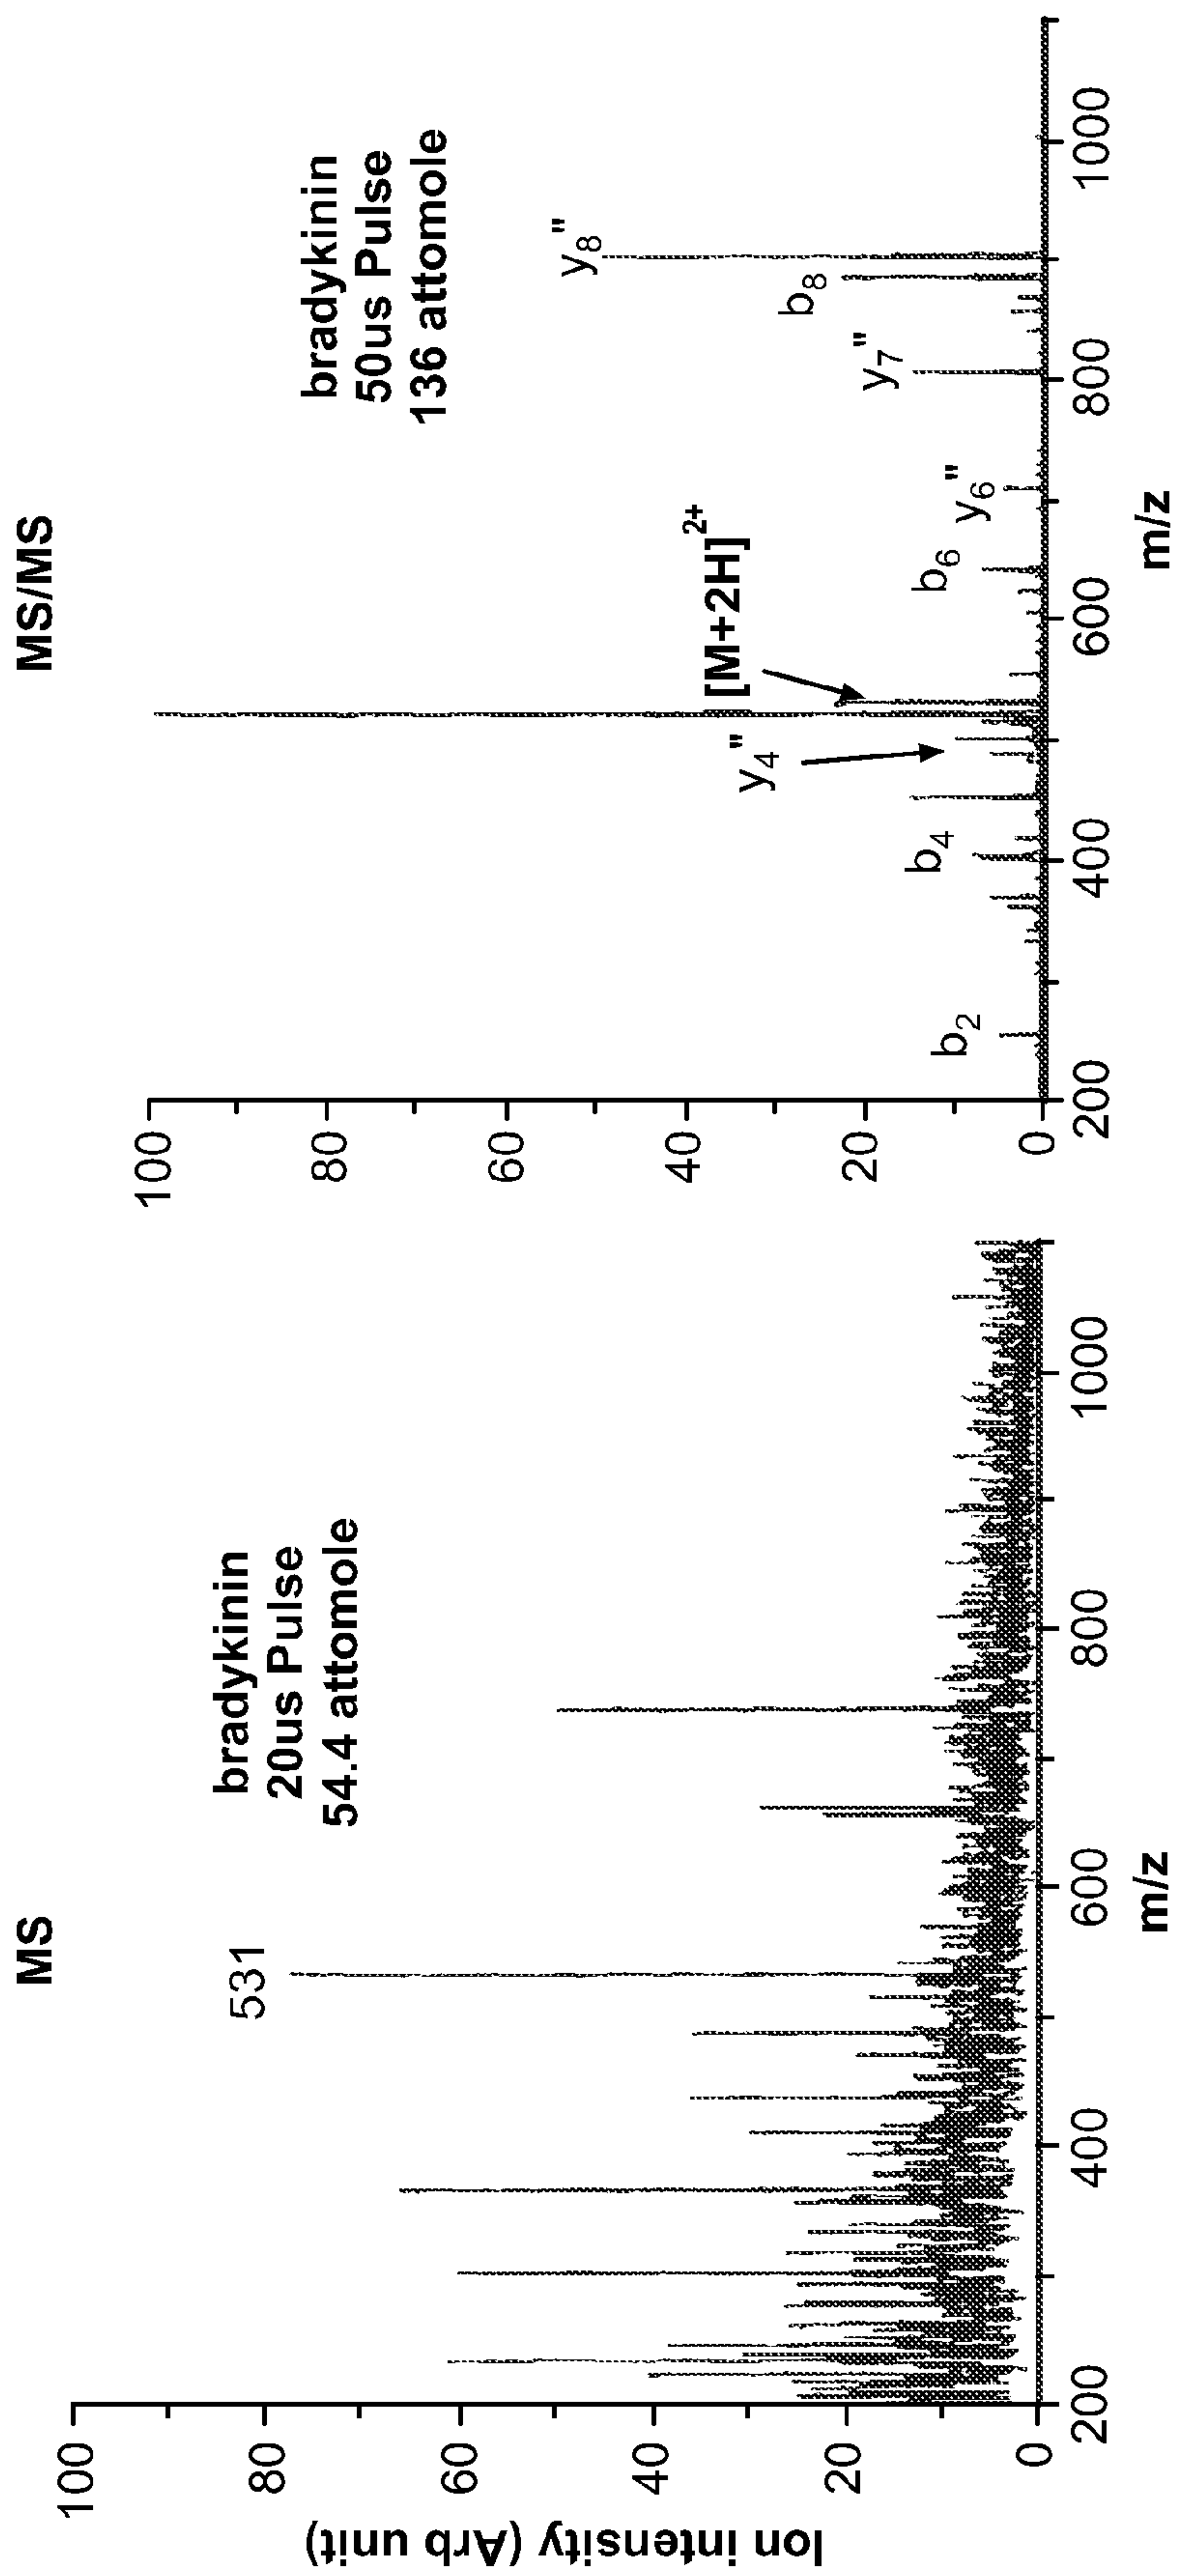 MS
bradykinin
20us Pulse
54.4 attomole
531
Ion intensity (Arb unit)
100
80
60
40
20
0
200
400
600
800
1000
m/z
MS/MS
bradykinin
50us Pulse
136 attomole
100
80
60
40
20
0
b2
b4
y4"
[M+2H]2+
b6
y6"
y7"
b8
y8"
200
400
600
800
1000
m/z